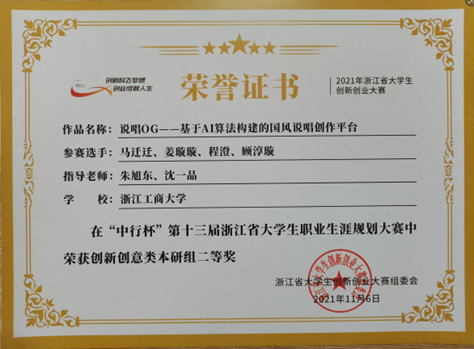 创新放飞梦想
创业成就人生
荣誉证书
2021年浙江省大学生
创新创业大赛
作品名称：说唱OG——基于AI算法构建的国风说唱创作平台
参赛选手：马迁迁、姜璇璇、程澄、顾淳璇
指导老师：朱旭东、沈一品
学 校：浙江工商大学
在“中行杯”第十三届浙江省大学生职业生涯规划大赛中
荣获创新创意类本研组二等奖
浙江省大学生创新创业大赛组委会
2021年11月6日